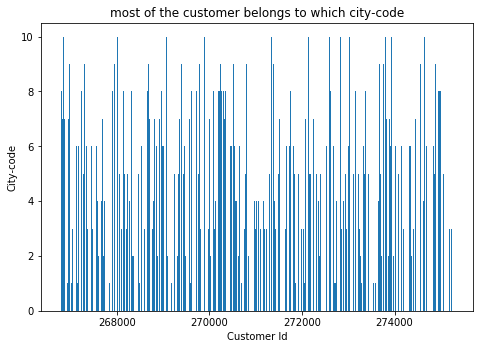 most of the customer belongs to which city-code
10
8
6
4
2
0
City-code
268000 270000 272000 274000
Customer Id